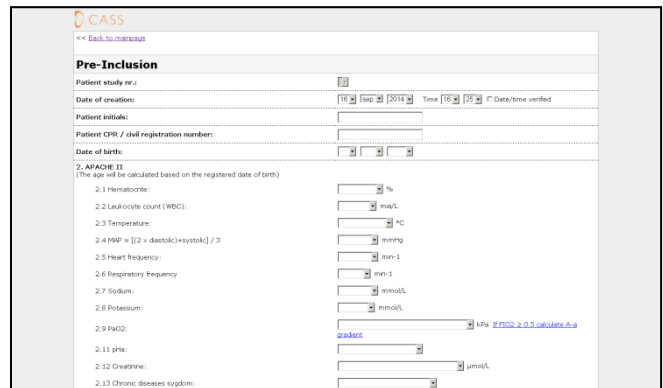 CASS
<< Back to mainpage
Pre-Inclusion
Patient study nr.:
Date of creation: 16 sep 2014 Time 16 25 Date/time verified
Patient initials:
Patient CPR / civil registration number:
Date of birth:
2. APACHE II
(The age will be calculated based on the registered date of birth)
2.1 Hematocrite: %
2.2 Leukocyte count (WBC): mia/L
2.3 Temperature: °C
2.4 MAP = [(2 x diastolic)+systolic] / 3 mmHg
2.5 Heart frequency: min-1
2.6 Respiratory frequency min-1
2.7 Sodium: mmol/L
2.8 Potassium: mmol/L
2.9 PaO2: kPa If FIO2 ≥ 0.5 calculate A-a
gradient
2.11 pHa:
2.12 Creatinine: µmol/L
2.13 Chronic diseases sygdom: